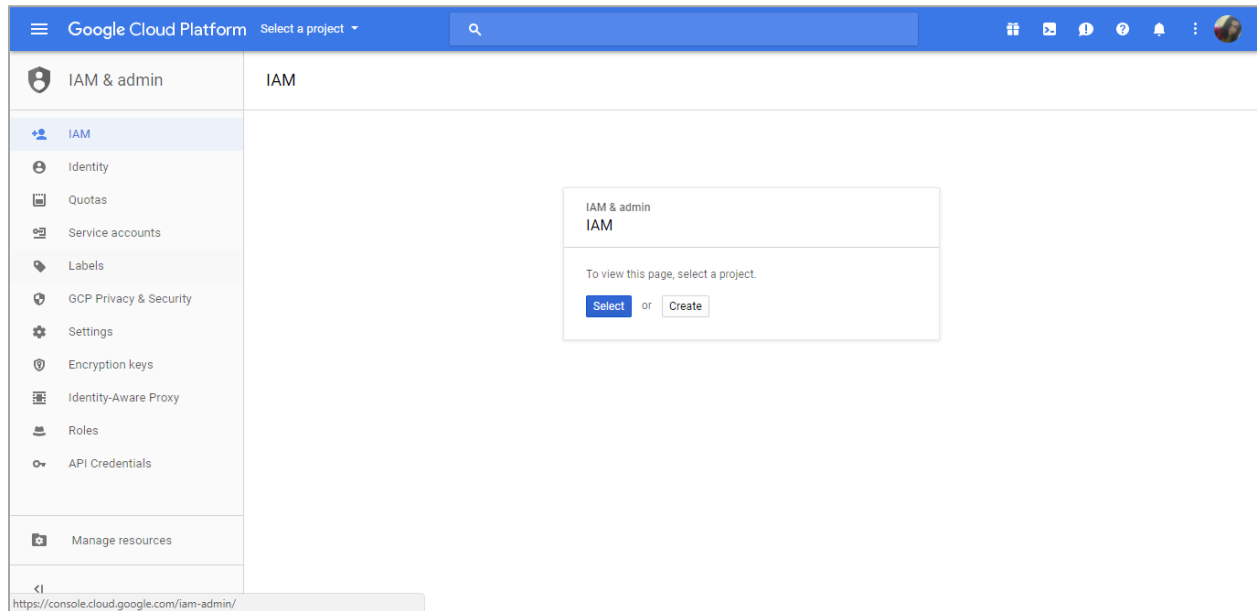 Google Cloud Platform Select a project
IAM & admin
IAM
IAM
Identity
Quotas
Service accounts
Labels
GCP Privacy & Security
Settings
Encryption keys
Identity-Aware Proxy
Roles
API Credentials
Manage resources
IAM & admin
IAM
To view this page, select a project.
Select or Create
https://console.cloud.google.com/iam-admin/